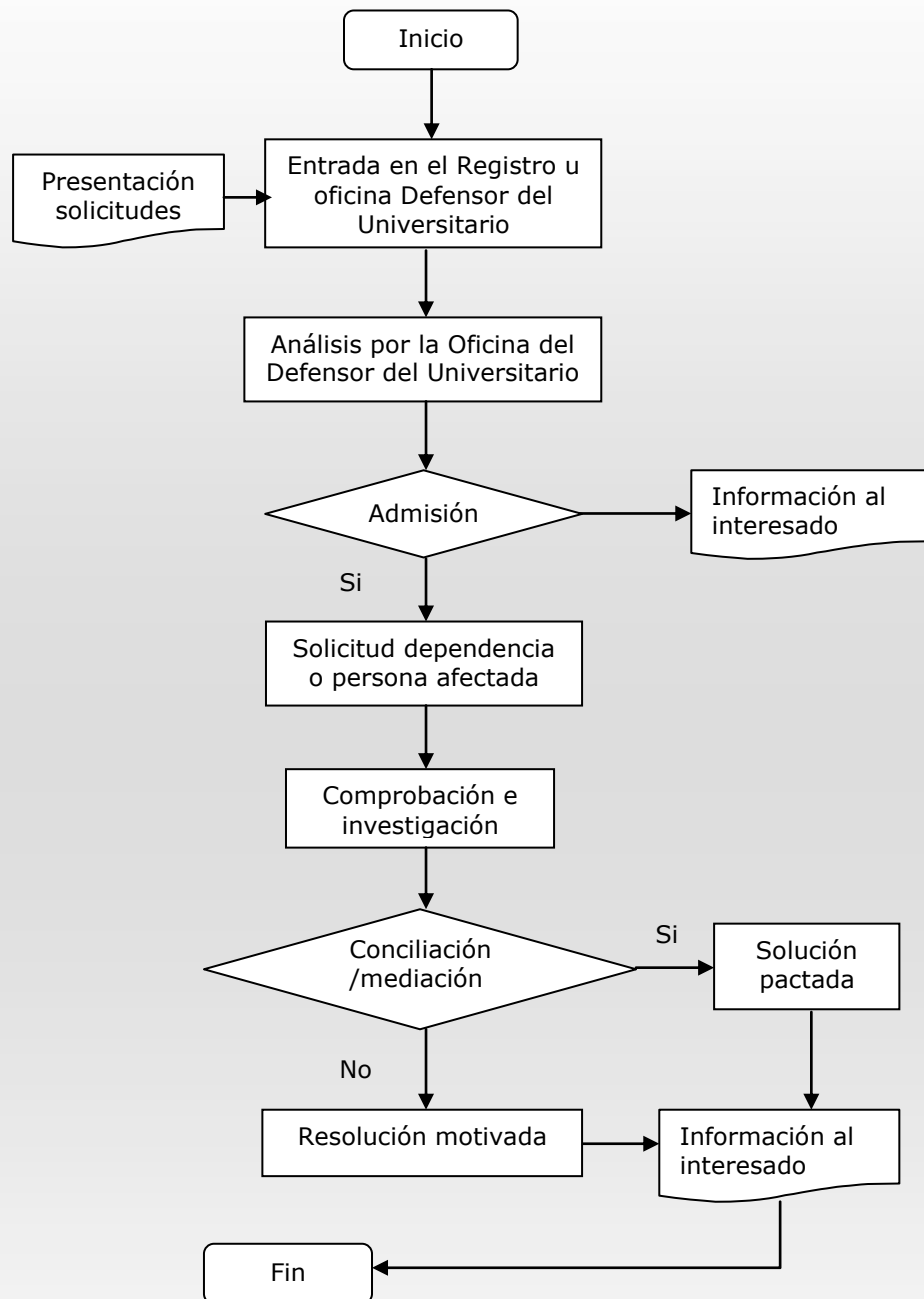 Inicio
Presentación
solicitudes
Entrada en el Registro u
oficina Defensor del
Universitario
Análisis por la Oficina del
Defensor del Universitario
Admisión
Información al
interesado
Si
Solicitud dependencia
o persona afectada
Comprobación e
investigación
Conciliación
/mediación
Si
Solución
pactada
No
Resolución motivada
Información al
interesado
Fin